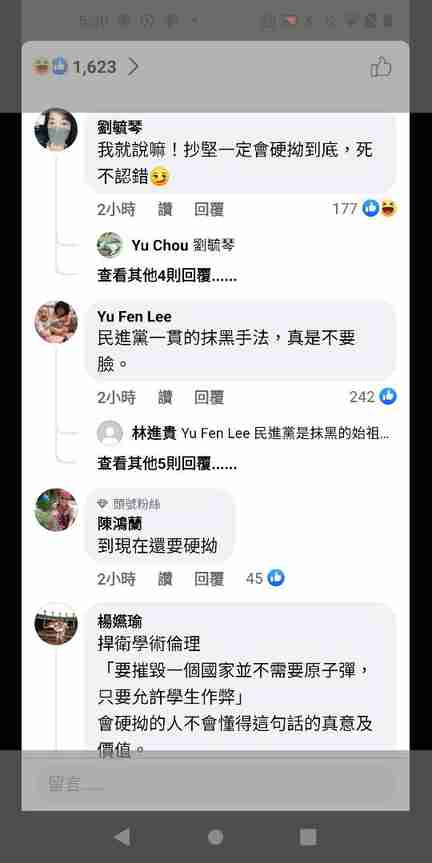 1,623
劉毓琴
我就說嘛！抄堅一定會硬拗到底，死
不認錯
2小時 讚 回覆 177
Yu Chou 劉毓琴
查看其他4則回覆......
Yu Fen Lee
民進黨一貫的抹黑手法，真是不要
臉。
2小時 讚 回覆 242
林進貴 Yu Fen Lee 民進黨是抹黑的始祖...
查看其他5則回覆......
頭號粉絲
陳鴻蘭
到現在還要硬拗
2小時 讚 回覆 45
楊嬿瑜
捍衛學術倫理
「要摧毀一個國家並不需要原子彈，
只要允許學生作弊」
會硬拗的人不會懂得這句話的真意及
價值。
留言......